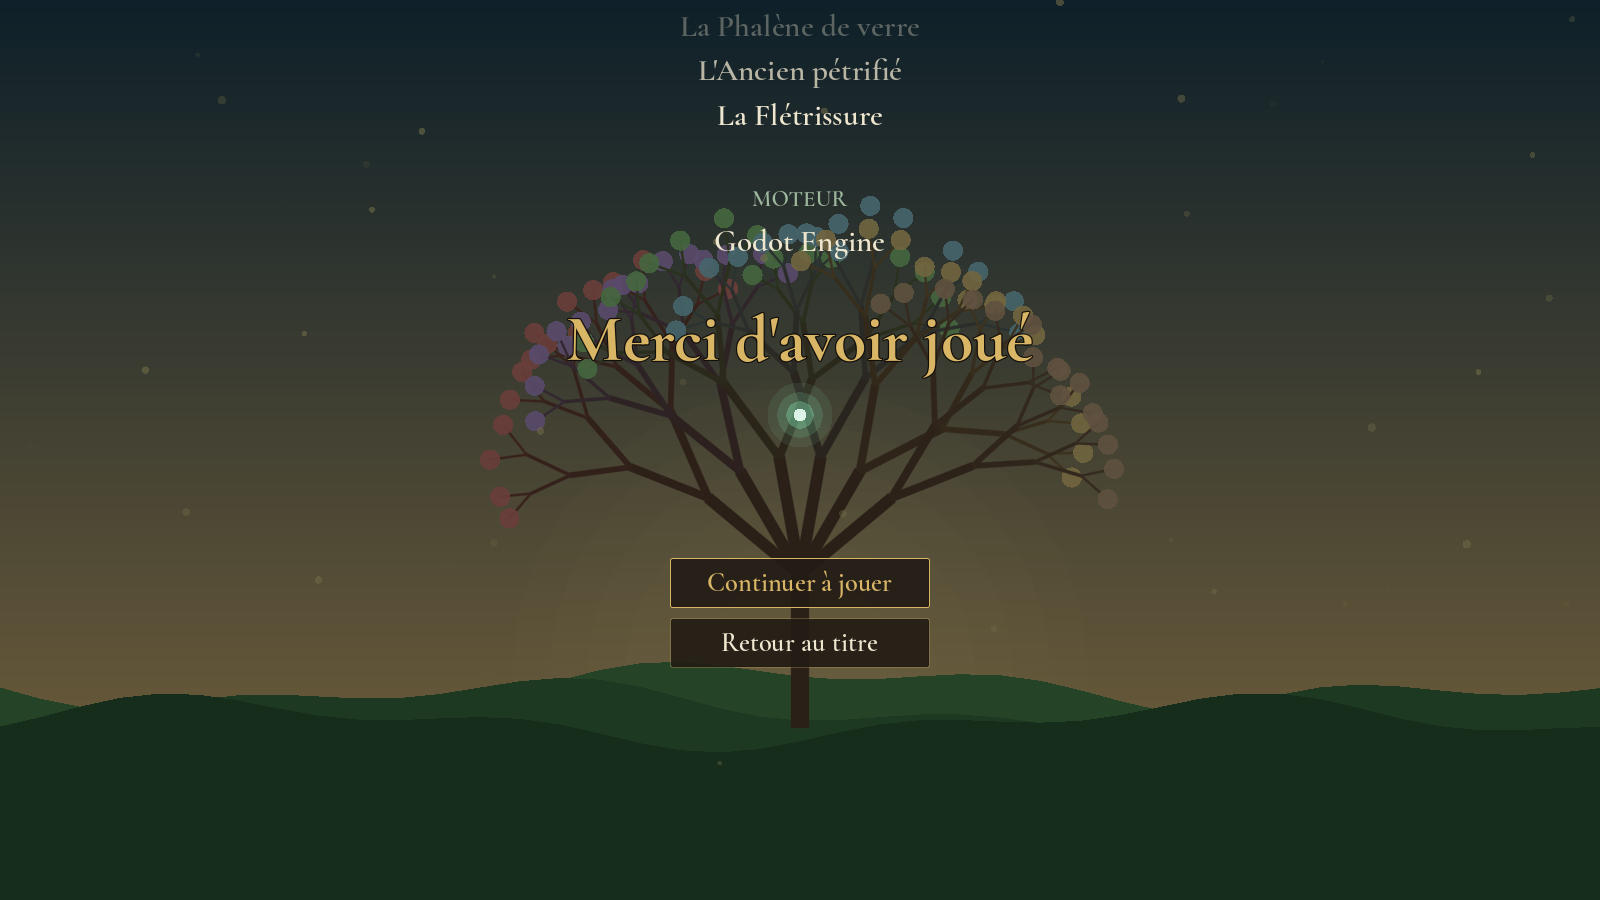 La Phalène de verre
L'Ancien pétrifié
La Flétrissure
MOTEUR
Godot Engine
Merci d'avoir joué
Continuer à jouer
Retour au titre